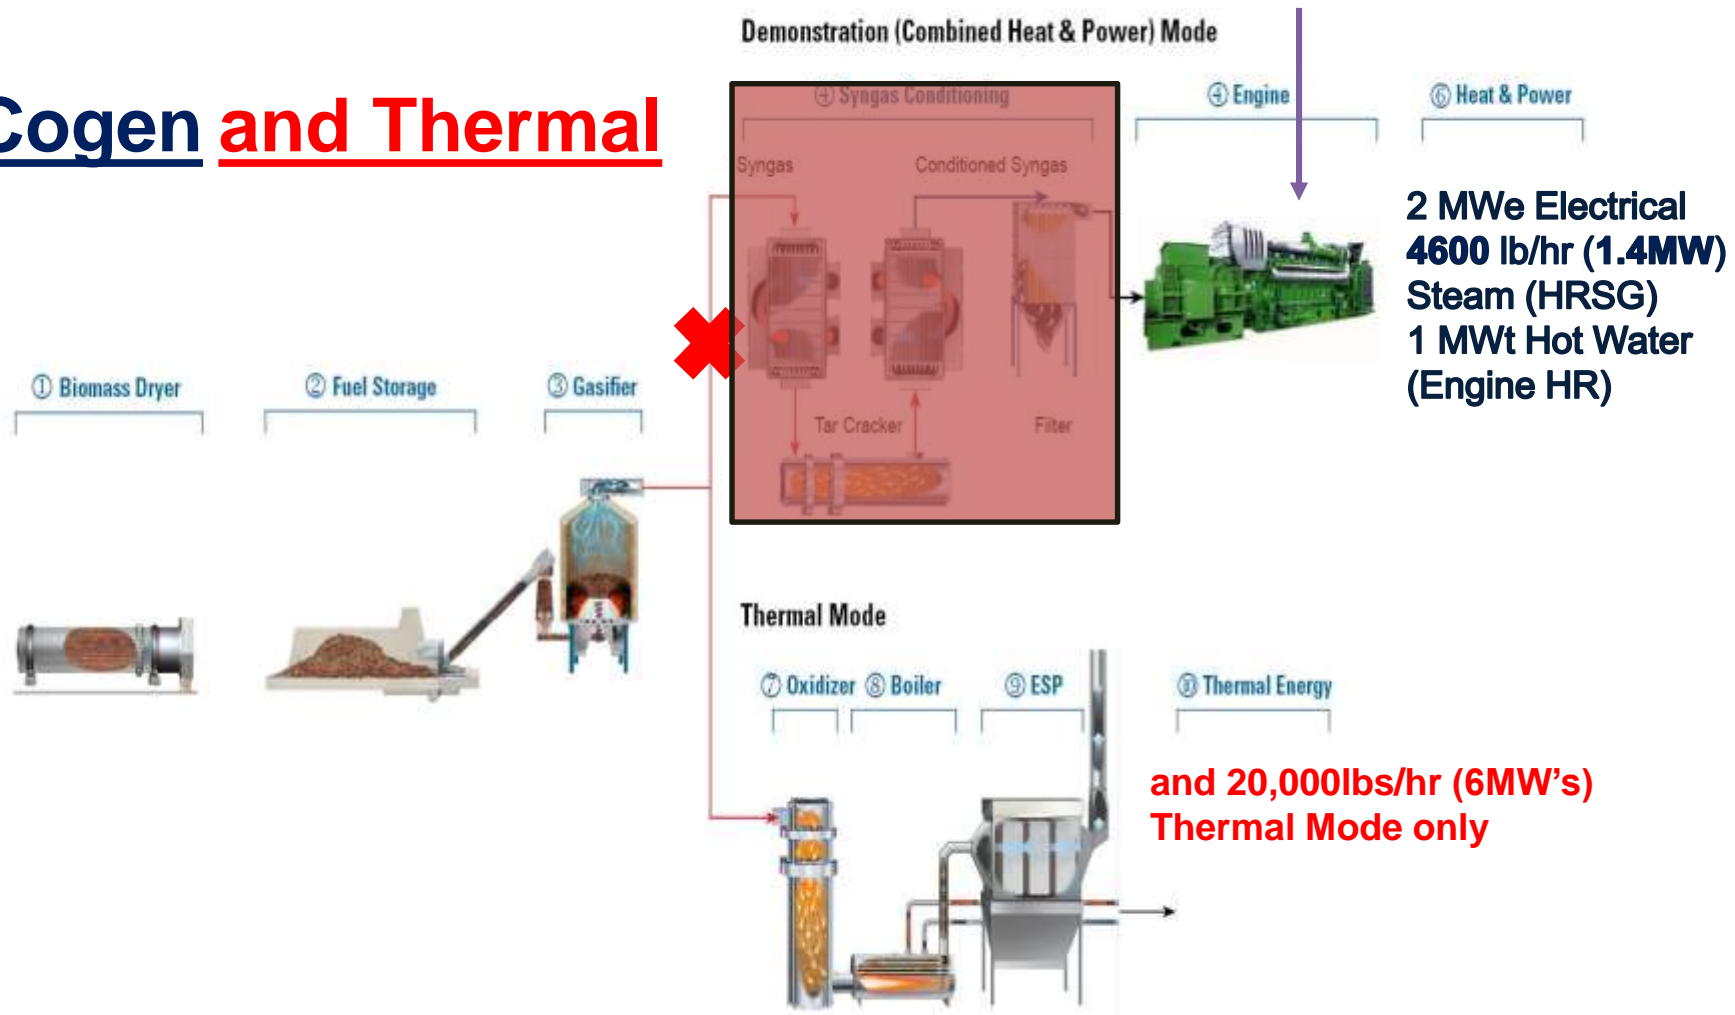 Demonstration (Combined Heat & Power) Mode
Cogen and Thermal
④ Syngas Conditioning
④ Engine
⑥ Heat & Power
Syngas
Conditioned Syngas
2 MWe Electrical
4600 lb/hr (1.4MW)
Steam (HRSG)
1 MWt Hot Water
(Engine HR)
① Biomass Dryer
② Fuel Storage
③ Gasifier
Tar Cracker
Filter
Thermal Mode
⑦ Oxidizer
⑧ Boiler
⑨ ESP
⑩ Thermal Energy
and 20,000lbs/hr (6MW’s)
Thermal Mode only